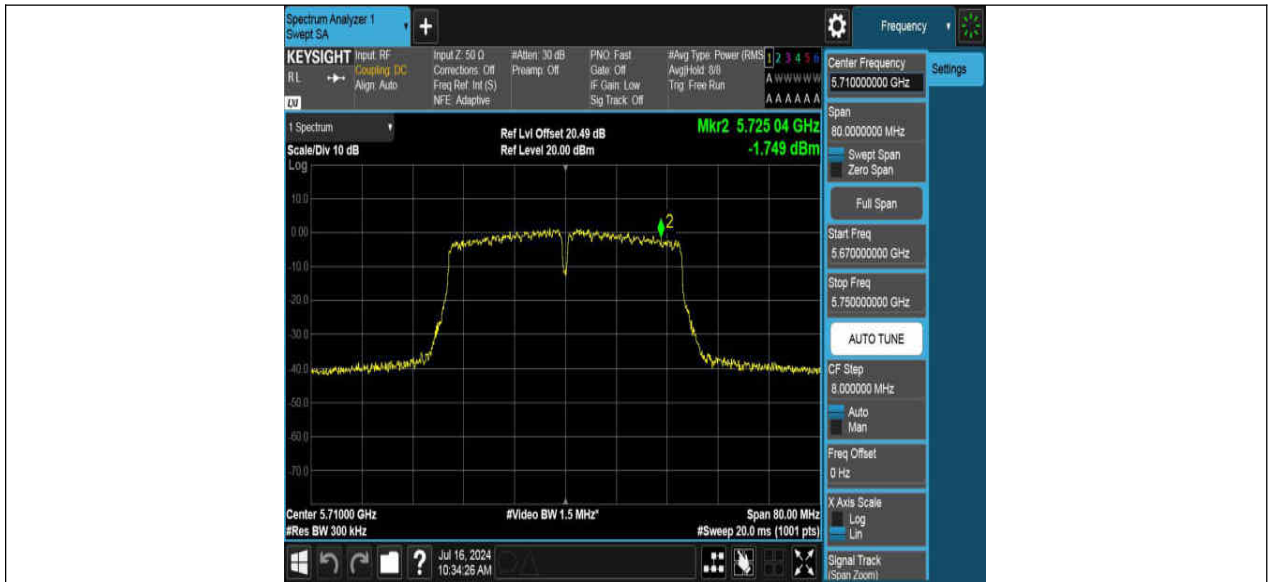 Spectrum Analyzer 1
Swept SA
+
Frequency
KEYSIGHT
RL
LXI
Input: RF
Coupling: DC
Align: Auto
Input Z: 50 Ω
Corrections: Off
Freq Ref: Int (S)
NFE: Adaptive
#Atten: 30 dB
Preamp: Off
PNO: Fast
Gate: Off
IF Gain: Low
Sig Track: Off
#Avg Type: Power (RMS
Avg|Hold: 8/8
Trig: Free Run
1 2 3 4 5 6
A W W W W W
A A A A A A
1 Spectrum
Scale/Div 10 dB
Log
Ref Lvl Offset 20.49 dB
Ref Level 20.00 dBm
Mkr2 5.725 04 GHz
-1.749 dBm
10.0
0.00
-10.0
-20.0
-30.0
-40.0
-50.0
-60.0
-70.0
2
Center 5.71000 GHz
#Res BW 300 kHz
#Video BW 1.5 MHz*
Span 80.00 MHz
#Sweep 20.0 ms (1001 pts)
?
Jul 16, 2024
10:34:26 AM
Center Frequency
5.710000000 GHz
Settings
Span
80.0000000 MHz
Swept Span
Zero Span
Full Span
Start Freq
5.670000000 GHz
Stop Freq
5.750000000 GHz
AUTO TUNE
CF Step
8.000000 MHz
Auto
Man
Freq Offset
0 Hz
X Axis Scale
Log
Lin
Signal Track
(Span Zoom)